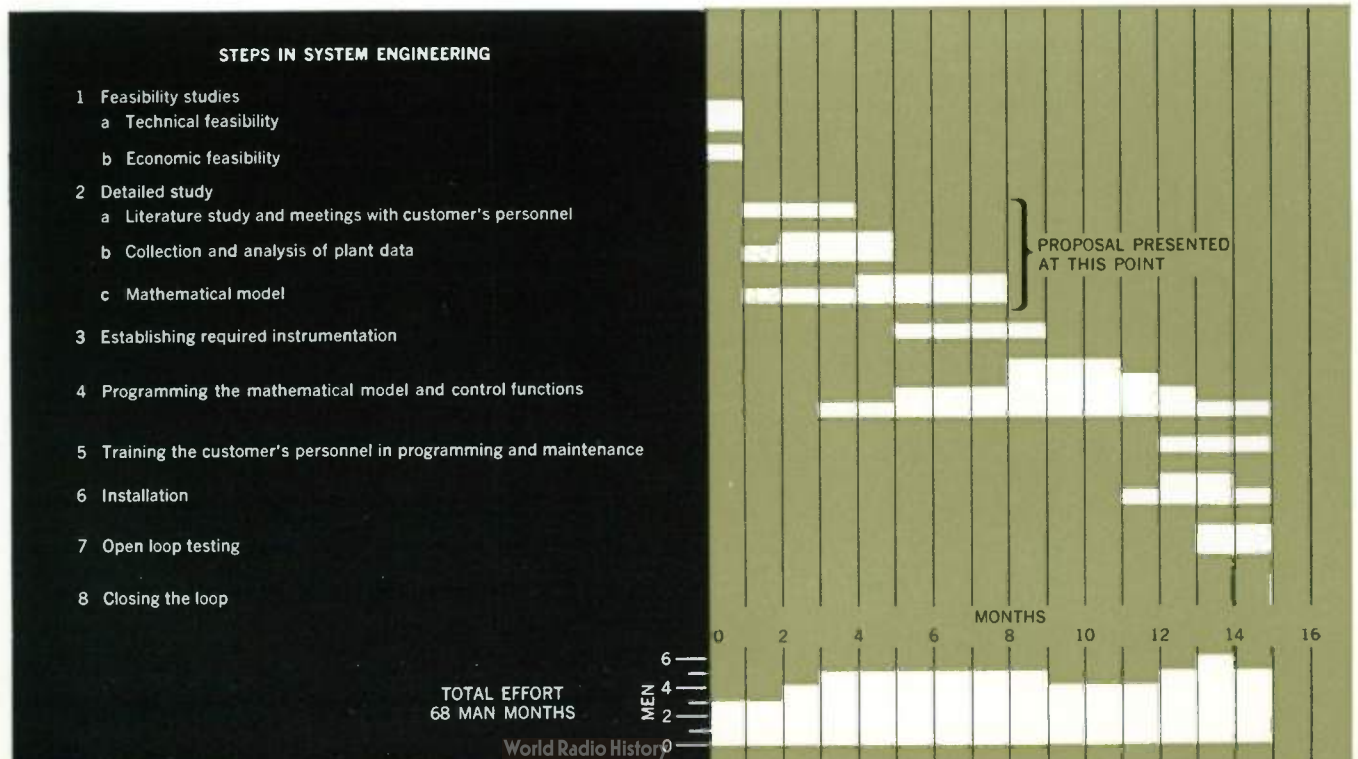 STEPS IN SYSTEM ENGINEERING
1 Feasibility studies
a Technical feasibility
b Economic feasibility
2 Detailed study
a Literature study and meetings with customer's personnel
b Collection and analysis of plant data
c Mathematical model
3 Establishing required instrumentation
4 Programming the mathematical model and control functions
5 Training the customer's personnel in programming and maintenance
6 Installation
7 Open loop testing
8 Closing the loop
PROPOSAL PRESENTED
AT THIS POINT
MONTHS
0 2 4 6 8 10 12 14 16
TOTAL EFFORT
68 MAN MONTHS
MEN
6
4
2
0
World Radio History